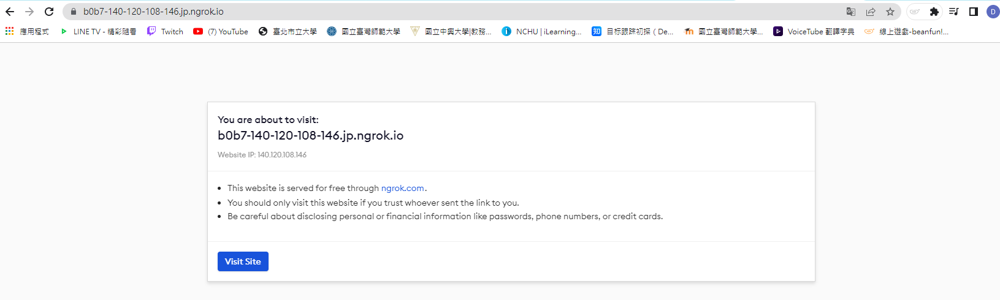 b0b7-140-120-108-146.jp.ngrok.io
D
應用程式 LINE TV - 精彩隨看 Twitch (7) YouTube 臺北市立大學 國立臺灣師範大學 國立中興大學|教務... NCHU | iLearning... 知 目标跟踪初探（De... 國立臺灣師範大學... VoiceTube 翻譯字典 線上遊戲-beanfun!...
You are about to visit:
b0b7-140-120-108-146.jp.ngrok.io
Website IP: 140.120.108.146
This website is served for free through ngrok.com.
You should only visit this website if you trust whoever sent the link to you.
Be careful about disclosing personal or financial information like passwords, phone numbers, or credit cards.
Visit Site